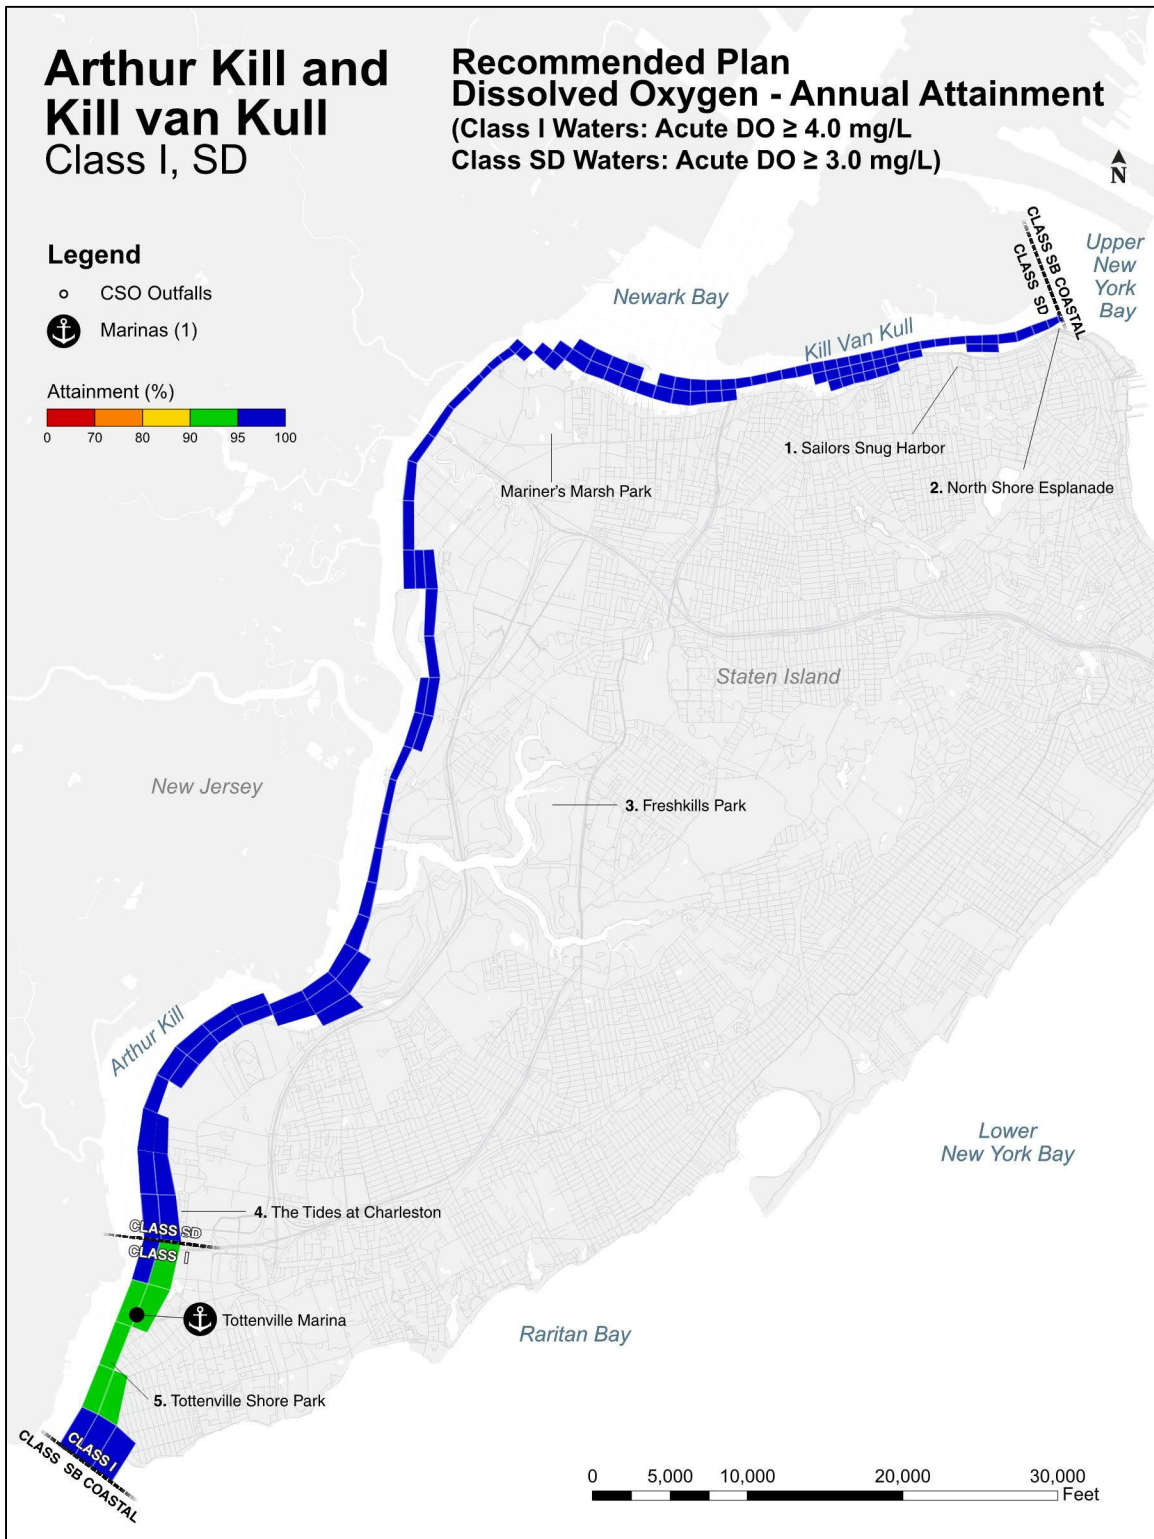 Arthur Kill and
Kill van Kull
Class I, SD
Recommended Plan
Dissolved Oxygen - Annual Attainment
(Class I Waters: Acute DO ≥ 4.0 mg/L
Class SD Waters: Acute DO ≥ 3.0 mg/L)
N
Legend
CSO Outfalls
Marinas (1)
Attainment (%)
0 70 80 90 95 100
CLASS SB COASTAL
CLASS SD
Upper
New
York
Bay
Newark Bay
Kill Van Kull
1. Sailors Snug Harbor
Mariner's Marsh Park
2. North Shore Esplanade
Staten Island
New Jersey
3. Freshkills Park
Arthur Kill
Lower
New York Bay
4. The Tides at Charleston
CLASS SD
CLASS I
Tottenville Marina
Raritan Bay
5. Tottenville Shore Park
CLASS I
CLASS SB COASTAL
0 5,000 10,000 20,000 30,000
Feet